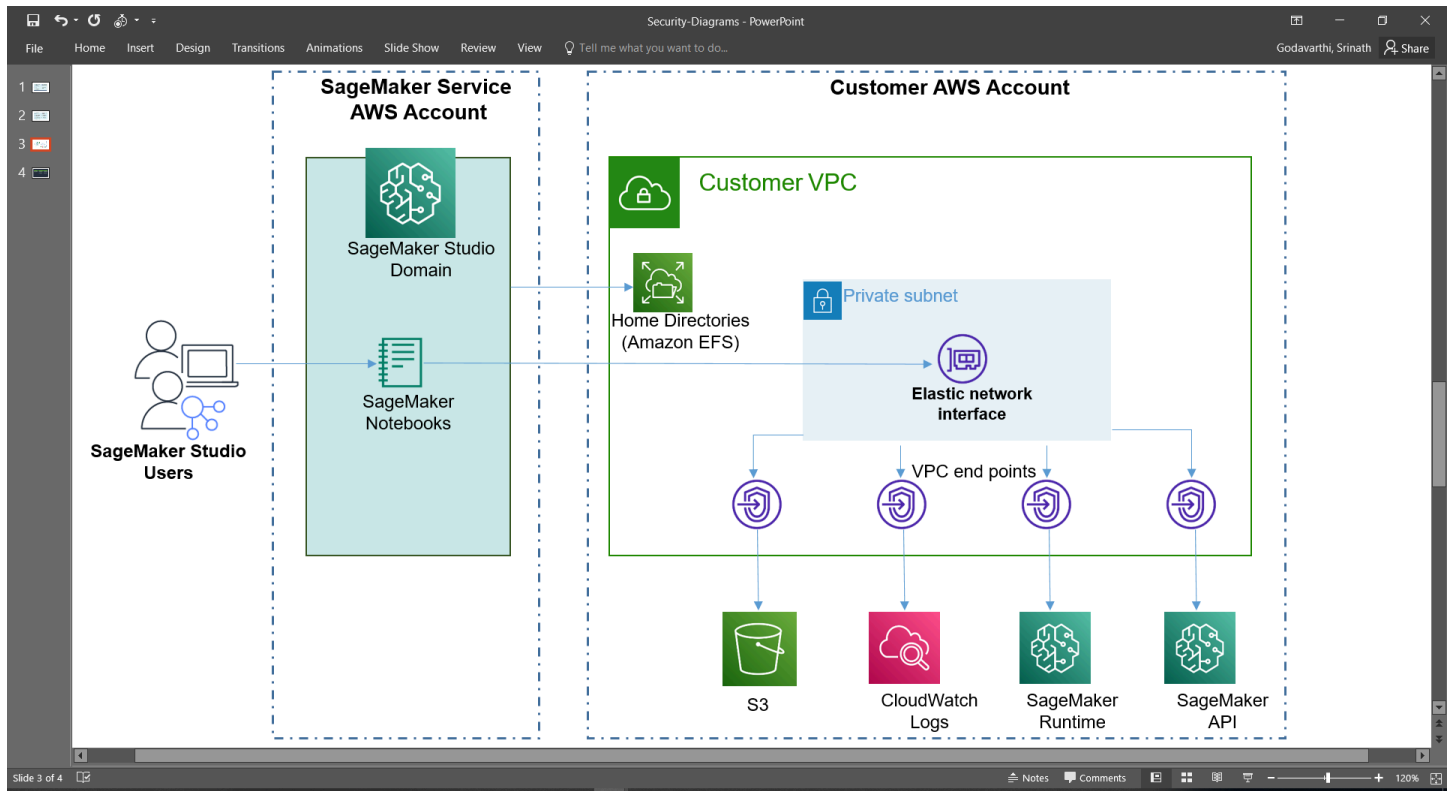 Security-Diagrams - PowerPoint
File Home Insert Design Transitions Animations Slide Show Review View Tell me what you want to do... Godavarthi, Srinath Share
1
2
3
4
SageMaker Service
AWS Account
Customer AWS Account
Customer VPC
SageMaker Studio
Domain
Home Directories
(Amazon EFS)
Private subnet
Elastic network
interface
SageMaker
Notebooks
SageMaker Studio
Users
VPC end points
S3
CloudWatch
Logs
SageMaker
Runtime
SageMaker
API
Slide 3 of 4 Notes Comments 120%